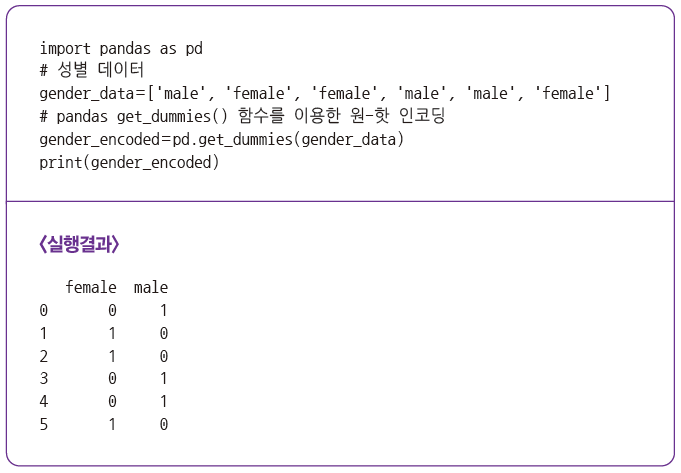 import pandas as pd
# 성별 데이터
gender_data=['male', 'female', 'female', 'male', 'male', 'female']
# pandas get_dummies() 함수를 이용한 원-핫 인코딩
gender_encoded=pd.get_dummies(gender_data)
print(gender_encoded)
〈실행결과〉
   female  male
0       0     1
1       1     0
2       1     0
3       0     1
4       0     1
5       1     0